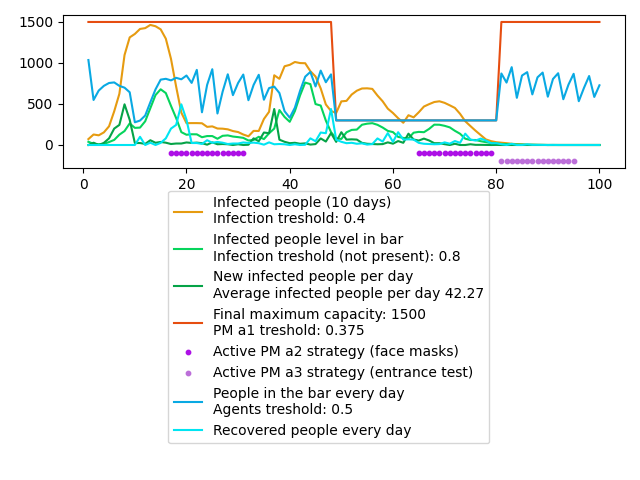 1500
1000
500
0
0
20
40
60
80
100
Infected people (10 days)
Infection treshold: 0.4
Infected people level in bar
Infection treshold (not present): 0.8
New infected people per day
Average infected people per day 42.27
Final maximum capacity: 1500
PM a1 treshold: 0.375
Active PM a2 strategy (face masks)
Active PM a3 strategy (entrance test)
People in the bar every day
Agents treshold: 0.5
Recovered people every day